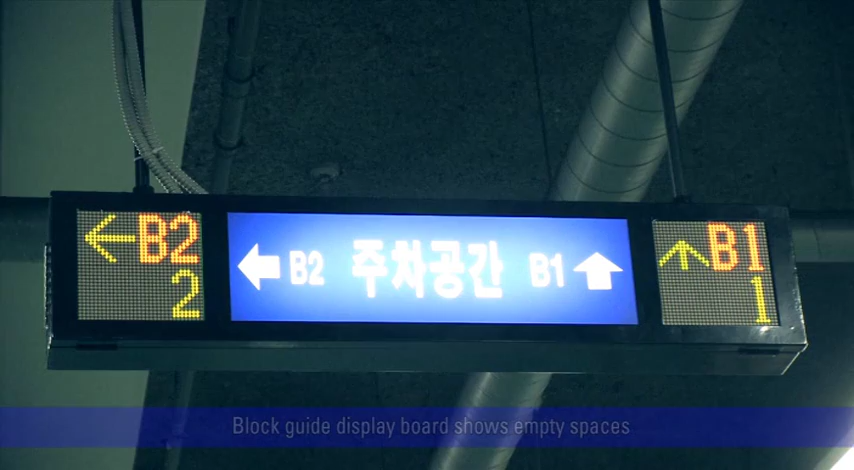 ←B2
2
← B2 주차공간 B1 ↑
↑B1
1
Block guide display board shows empty spaces